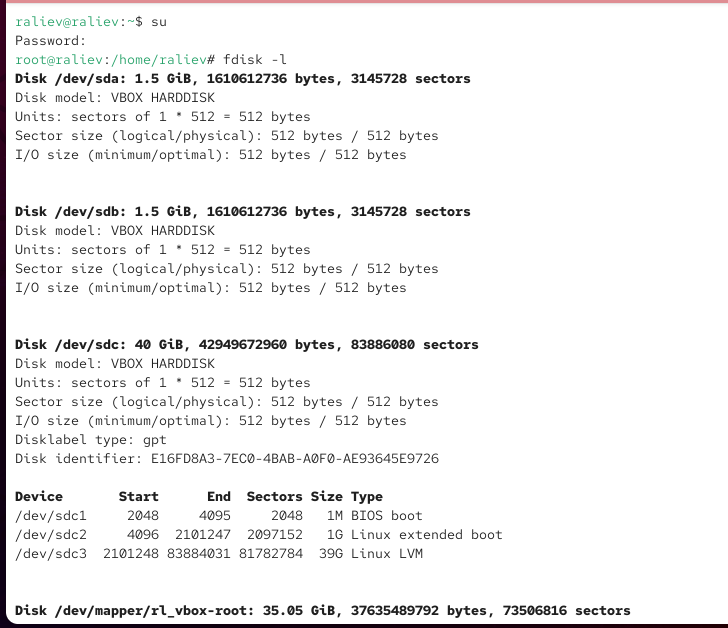 raliev@raliev:~$ su
Password:
root@raliev:/home/raliev# fdisk -l
Disk /dev/sda: 1.5 GiB, 1610612736 bytes, 3145728 sectors
Disk model: VBOX HARDDISK
Units: sectors of 1 * 512 = 512 bytes
Sector size (logical/physical): 512 bytes / 512 bytes
I/O size (minimum/optimal): 512 bytes / 512 bytes
Disk /dev/sdb: 1.5 GiB, 1610612736 bytes, 3145728 sectors
Disk model: VBOX HARDDISK
Units: sectors of 1 * 512 = 512 bytes
Sector size (logical/physical): 512 bytes / 512 bytes
I/O size (minimum/optimal): 512 bytes / 512 bytes
Disk /dev/sdc: 40 GiB, 42949672960 bytes, 83886080 sectors
Disk model: VBOX HARDDISK
Units: sectors of 1 * 512 = 512 bytes
Sector size (logical/physical): 512 bytes / 512 bytes
I/O size (minimum/optimal): 512 bytes / 512 bytes
Disklabel type: gpt
Disk identifier: E16FD8A3-7EC0-4BAB-A0F0-AE93645E9726
Device       Start      End  Sectors Size Type
/dev/sdc1     2048     4095     2048   1M BIOS boot
/dev/sdc2     4096  2101247  2097152   1G Linux extended boot
/dev/sdc3  2101248 83884031 81782784  39G Linux LVM
Disk /dev/mapper/rl_vbox-root: 35.05 GiB, 37635489792 bytes, 73506816 sectors